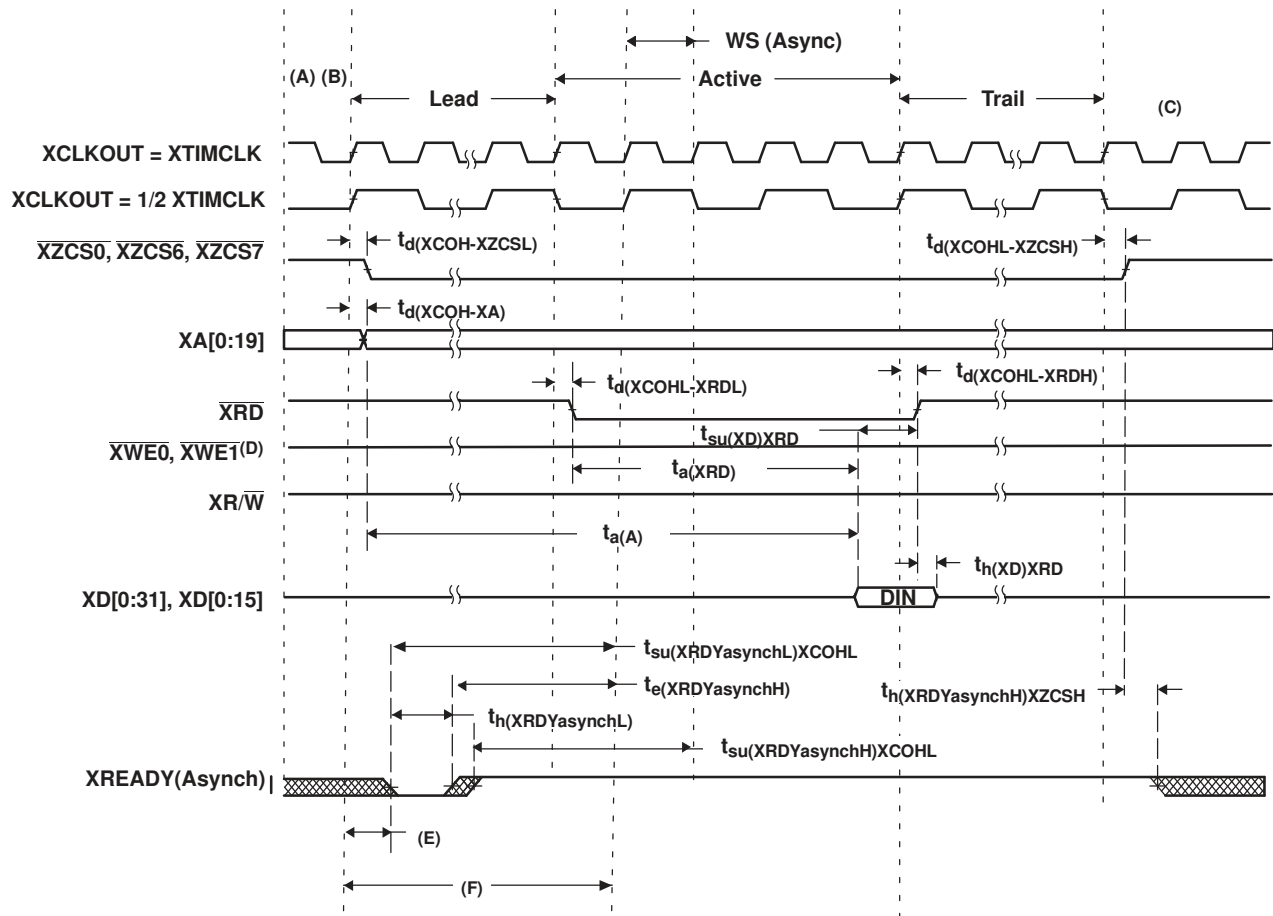 WS (Async)
(A) (B)
Lead
Active
Trail
(C)
XCLKOUT = XTIMCLK
XCLKOUT = 1/2 XTIMCLK
XZCS0, XZCS6, XZCS7
td(XCOH-XZCSL)
td(XCOHL-XZCSH)
td(XCOH-XA)
XA[0:19]
td(XCOHL-XRDL)
td(XCOHL-XRDH)
XRD
tsu(XD)XRD
XWE0, XWE1(D)
ta(XRD)
XR/W
ta(A)
th(XD)XRD
XD[0:31], XD[0:15]
DIN
tsu(XRDYasynchL)XCOHL
te(XRDYasynchH)
th(XRDYasynchH)XZCSH
th(XRDYasynchL)
tsu(XRDYasynchH)XCOHL
XREADY(Asynch)
(E)
(F)